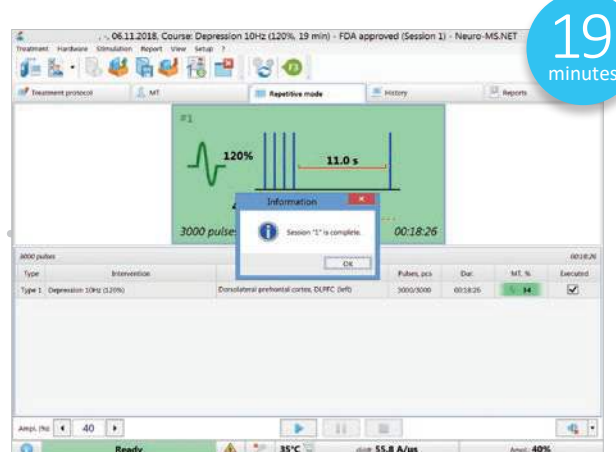 , -, 06.11.2018, Course: Depression 10Hz (120%, 19 min) - FDA approved (Session 1) - Neuro-MS.NET
19
minutes
Treatment Hardware Stimulation Report View Setup ?
Treatment protocol MT Repetitive mode History Reports
#1
120%
11.0 s
3000 pulses 00:18:26
Information
Session "1" is complete.
OK
3000 pulses 00:18:26
Type Intervention Pulses, pcs Dur. MT, % Executed
Type 1 Depression 10Hz (120%) Dorsolateral prefrontal cortex, DLPFC (left) 3000/3000 00:18:26 34
Ampl. (%) 40
Ready 35°C 55.8 A/µs Ampl.: 40%